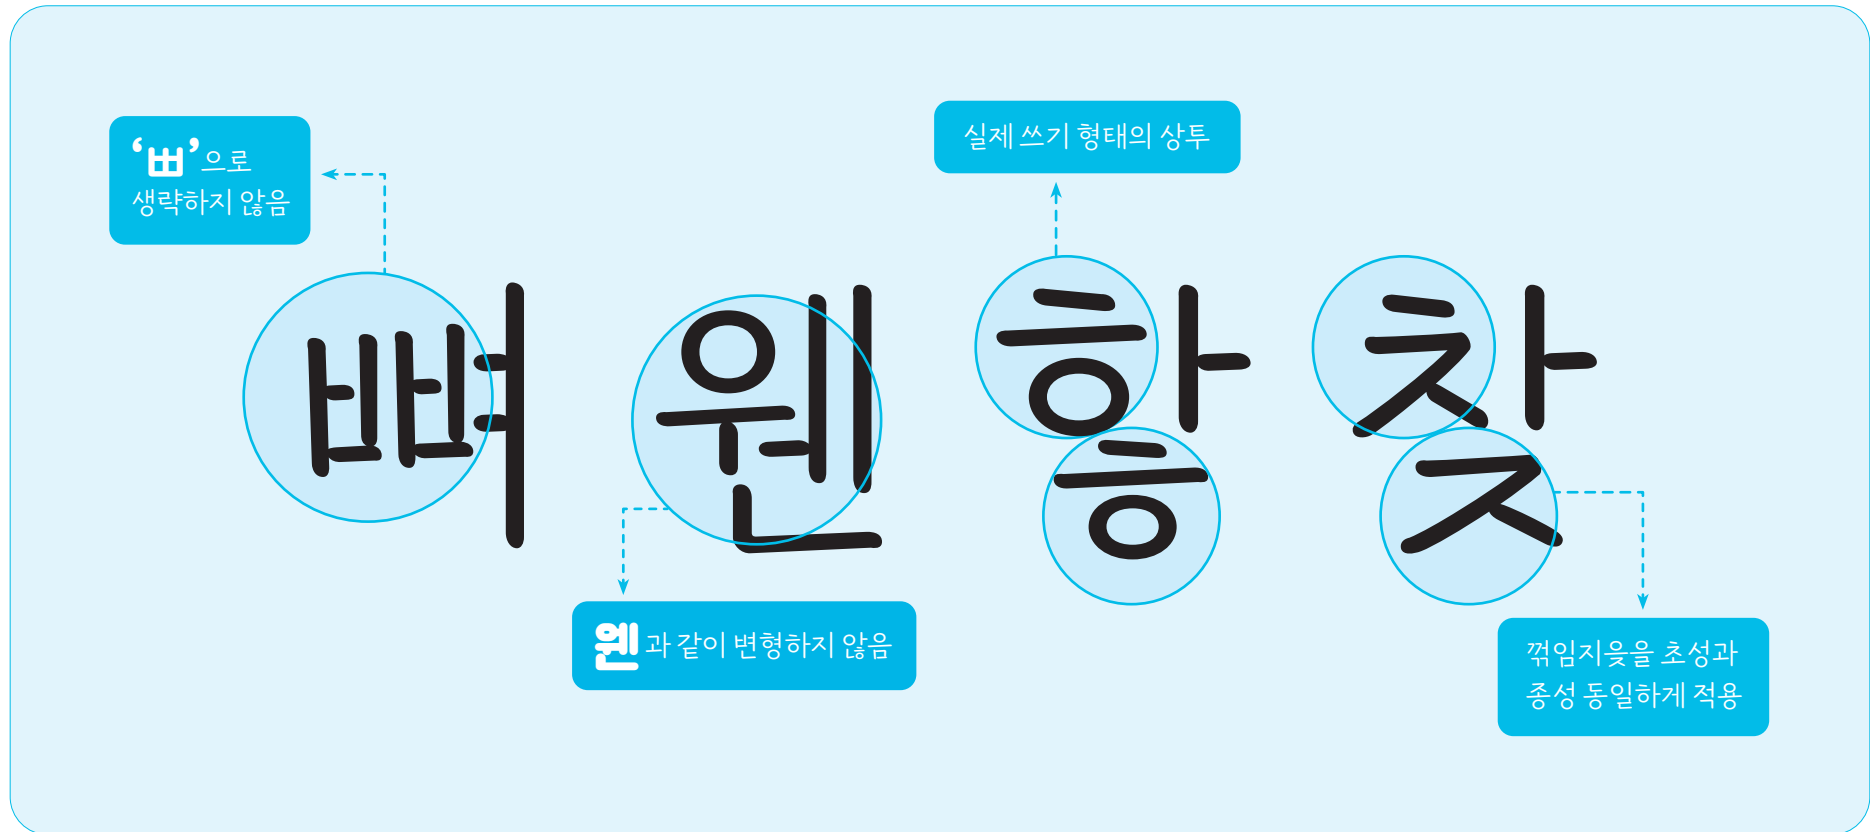 ‘ㅃ’으로
생략하지 않음
실제 쓰기 형태의 상투
뼈 웬 핳 찾
웬과 같이 변형하지 않음
꺾임지읒을 초성과
종성 동일하게 적용